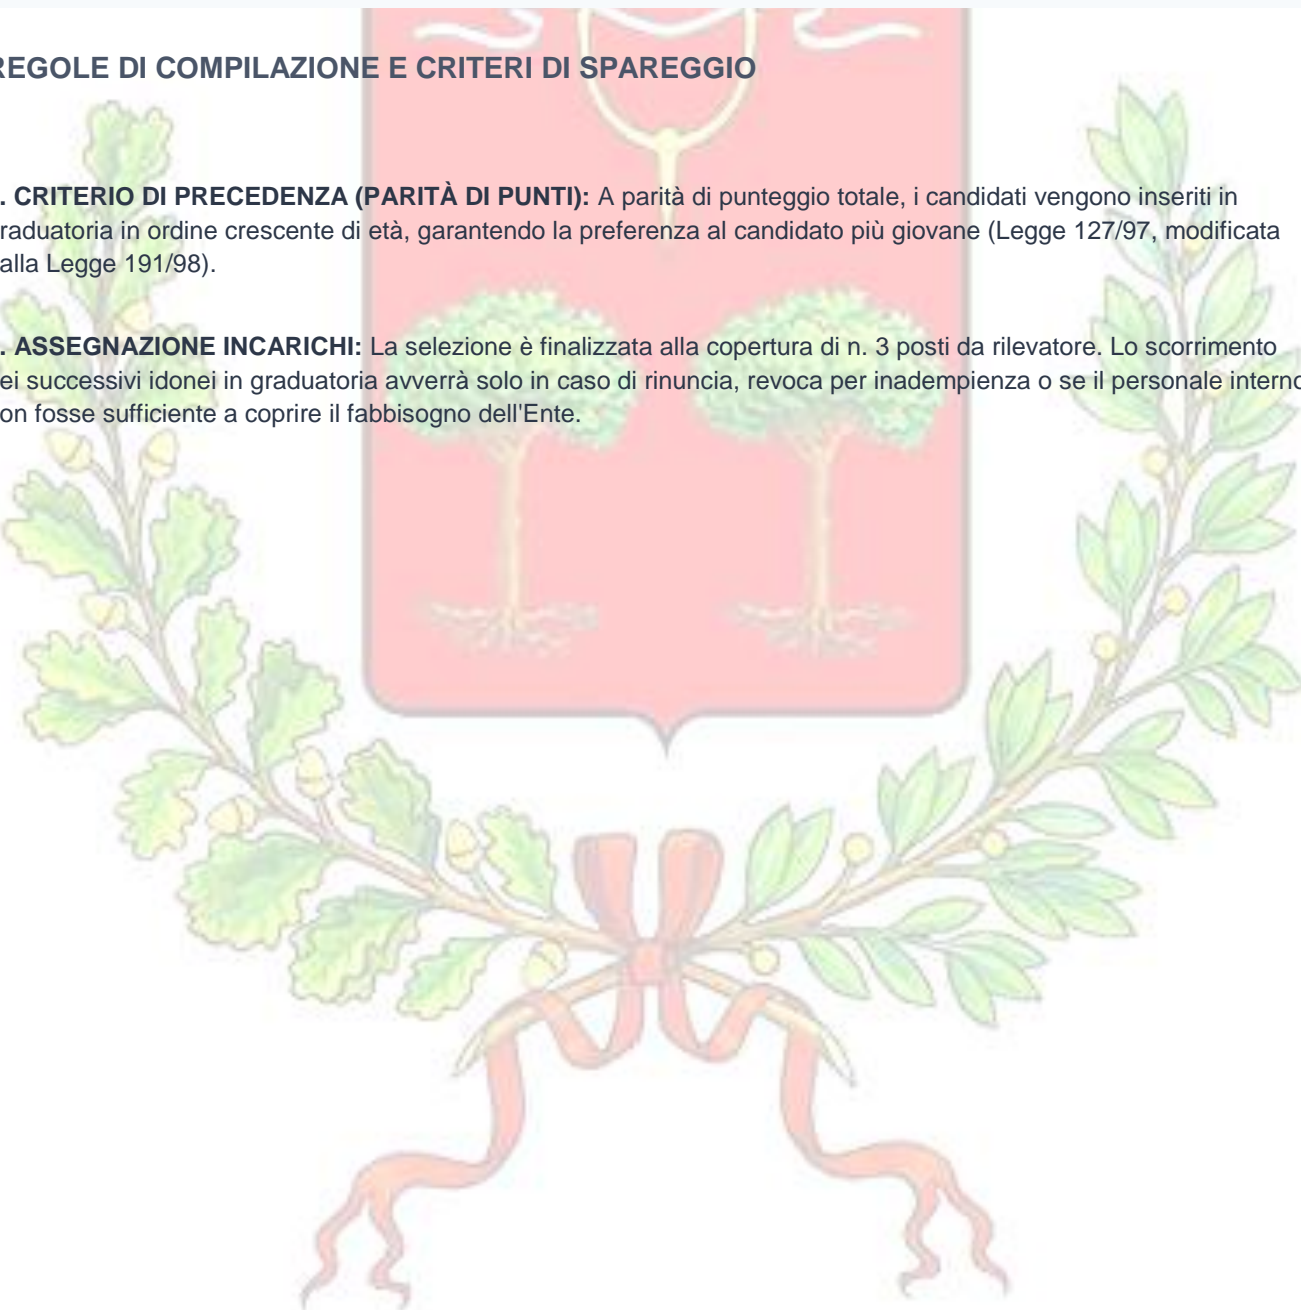 REGOLE DI COMPILAZIONE E CRITERI DI SPAREGGIO
. CRITERIO DI PRECEDENZA (PARITÀ DI PUNTI): A parità di punteggio totale, i candidati vengono inseriti in
raduatoria in ordine crescente di età, garantendo la preferenza al candidato più giovane (Legge 127/97, modificata
alla Legge 191/98).
. ASSEGNAZIONE INCARICHI: La selezione è finalizzata alla copertura di n. 3 posti da rilevatore. Lo scorrimento
ei successivi idonei in graduatoria avverrà solo in caso di rinuncia, revoca per inadempienza o se il personale interno
on fosse sufficiente a coprire il fabbisogno dell'Ente.